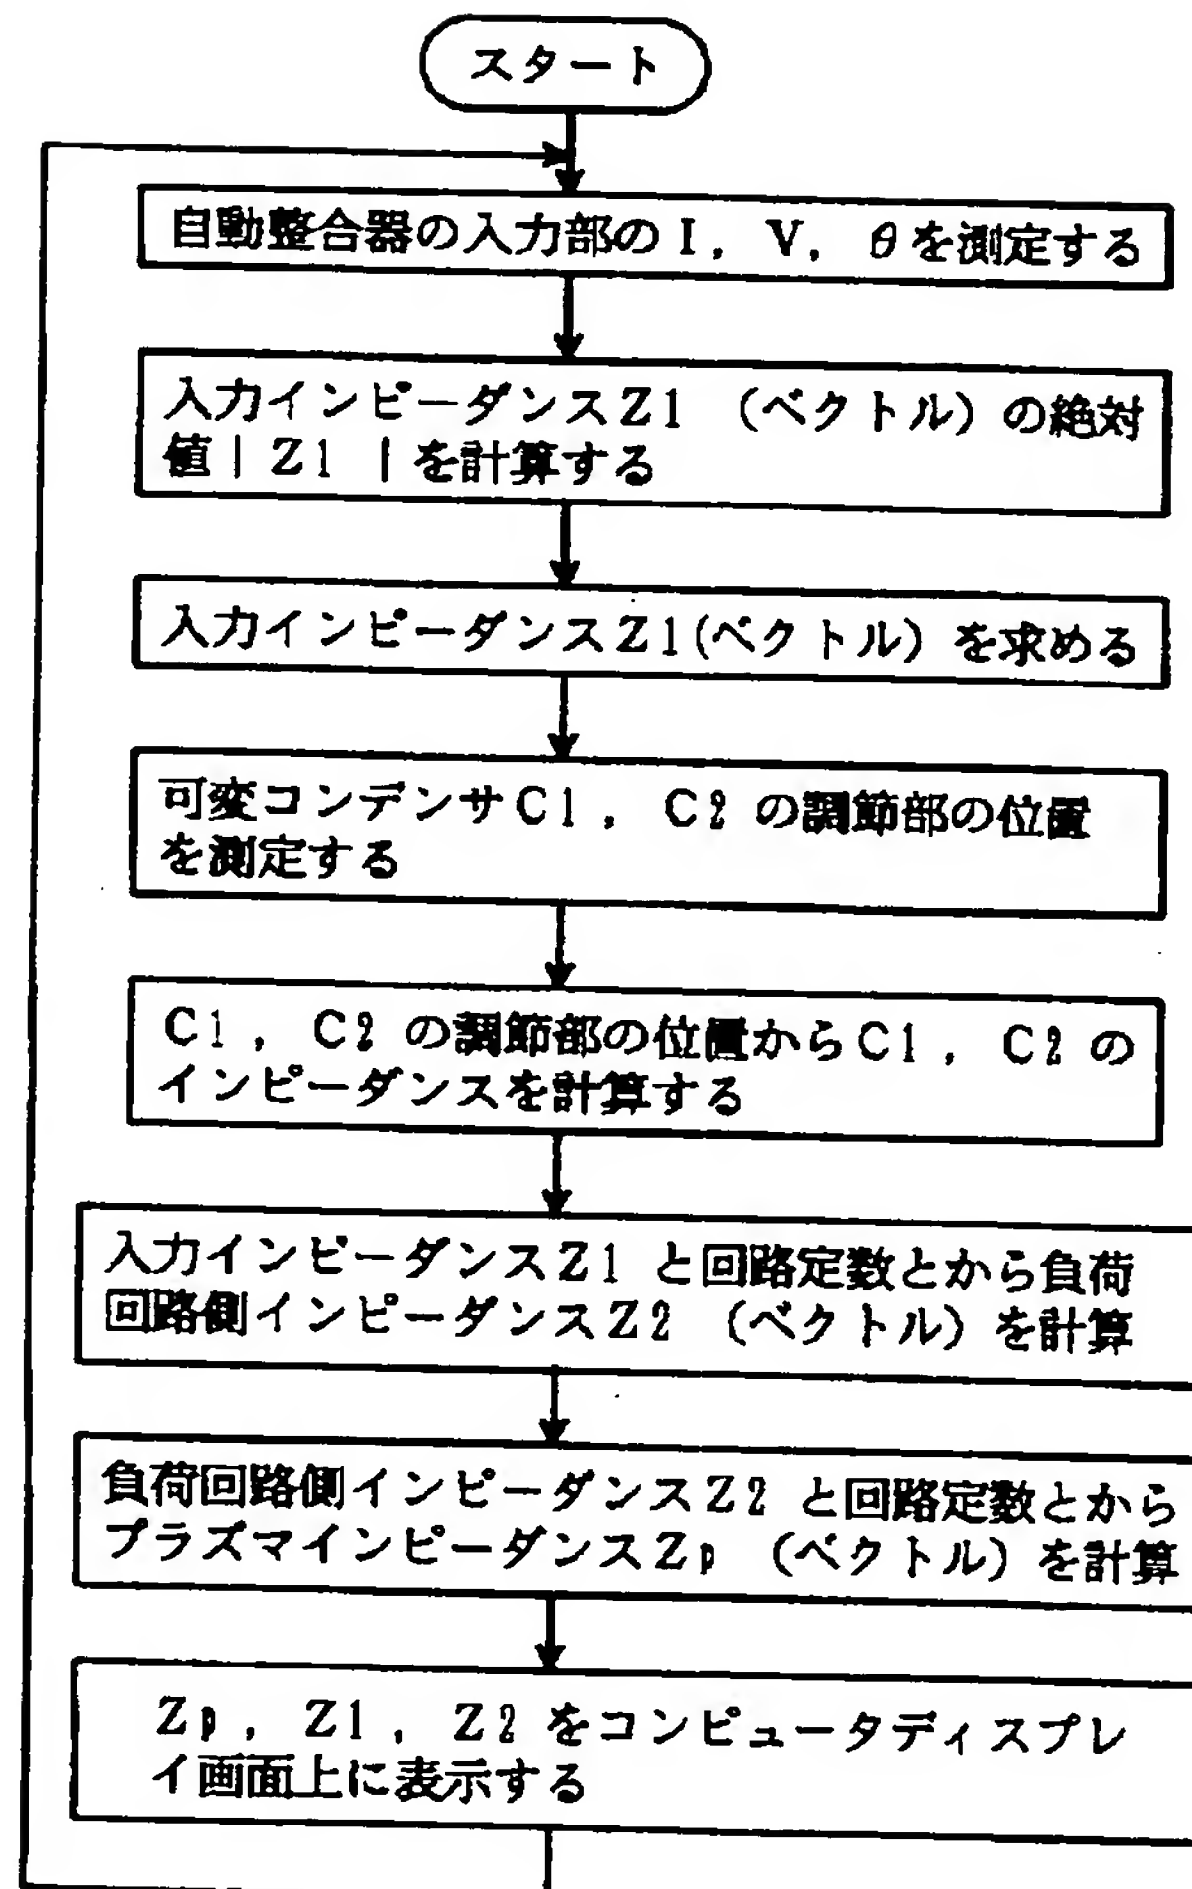 スタート
自動整合器の入力部のI, V, θを測定する
入力インピーダンスZ1 (ベクトル)の絶対
値|Z1 |を計算する
入力インピーダンスZ1(ベクトル) を求める
可変コンデンサC1, C2 の調節部の位置
を測定する
C1, C2 の調節部の位置からC1, C2 の
インピーダンスを計算する
入力インピーダンスZ1 と回路定数とから負荷
回路側インピーダンスZ2 (ベクトル)を計算
負荷回路側インピーダンスZ2 と回路定数とから
プラズマインピーダンスZp (ベクトル)を計算
Zp, Z1, Z2 をコンピュータディスプレ
イ画面上に表示する